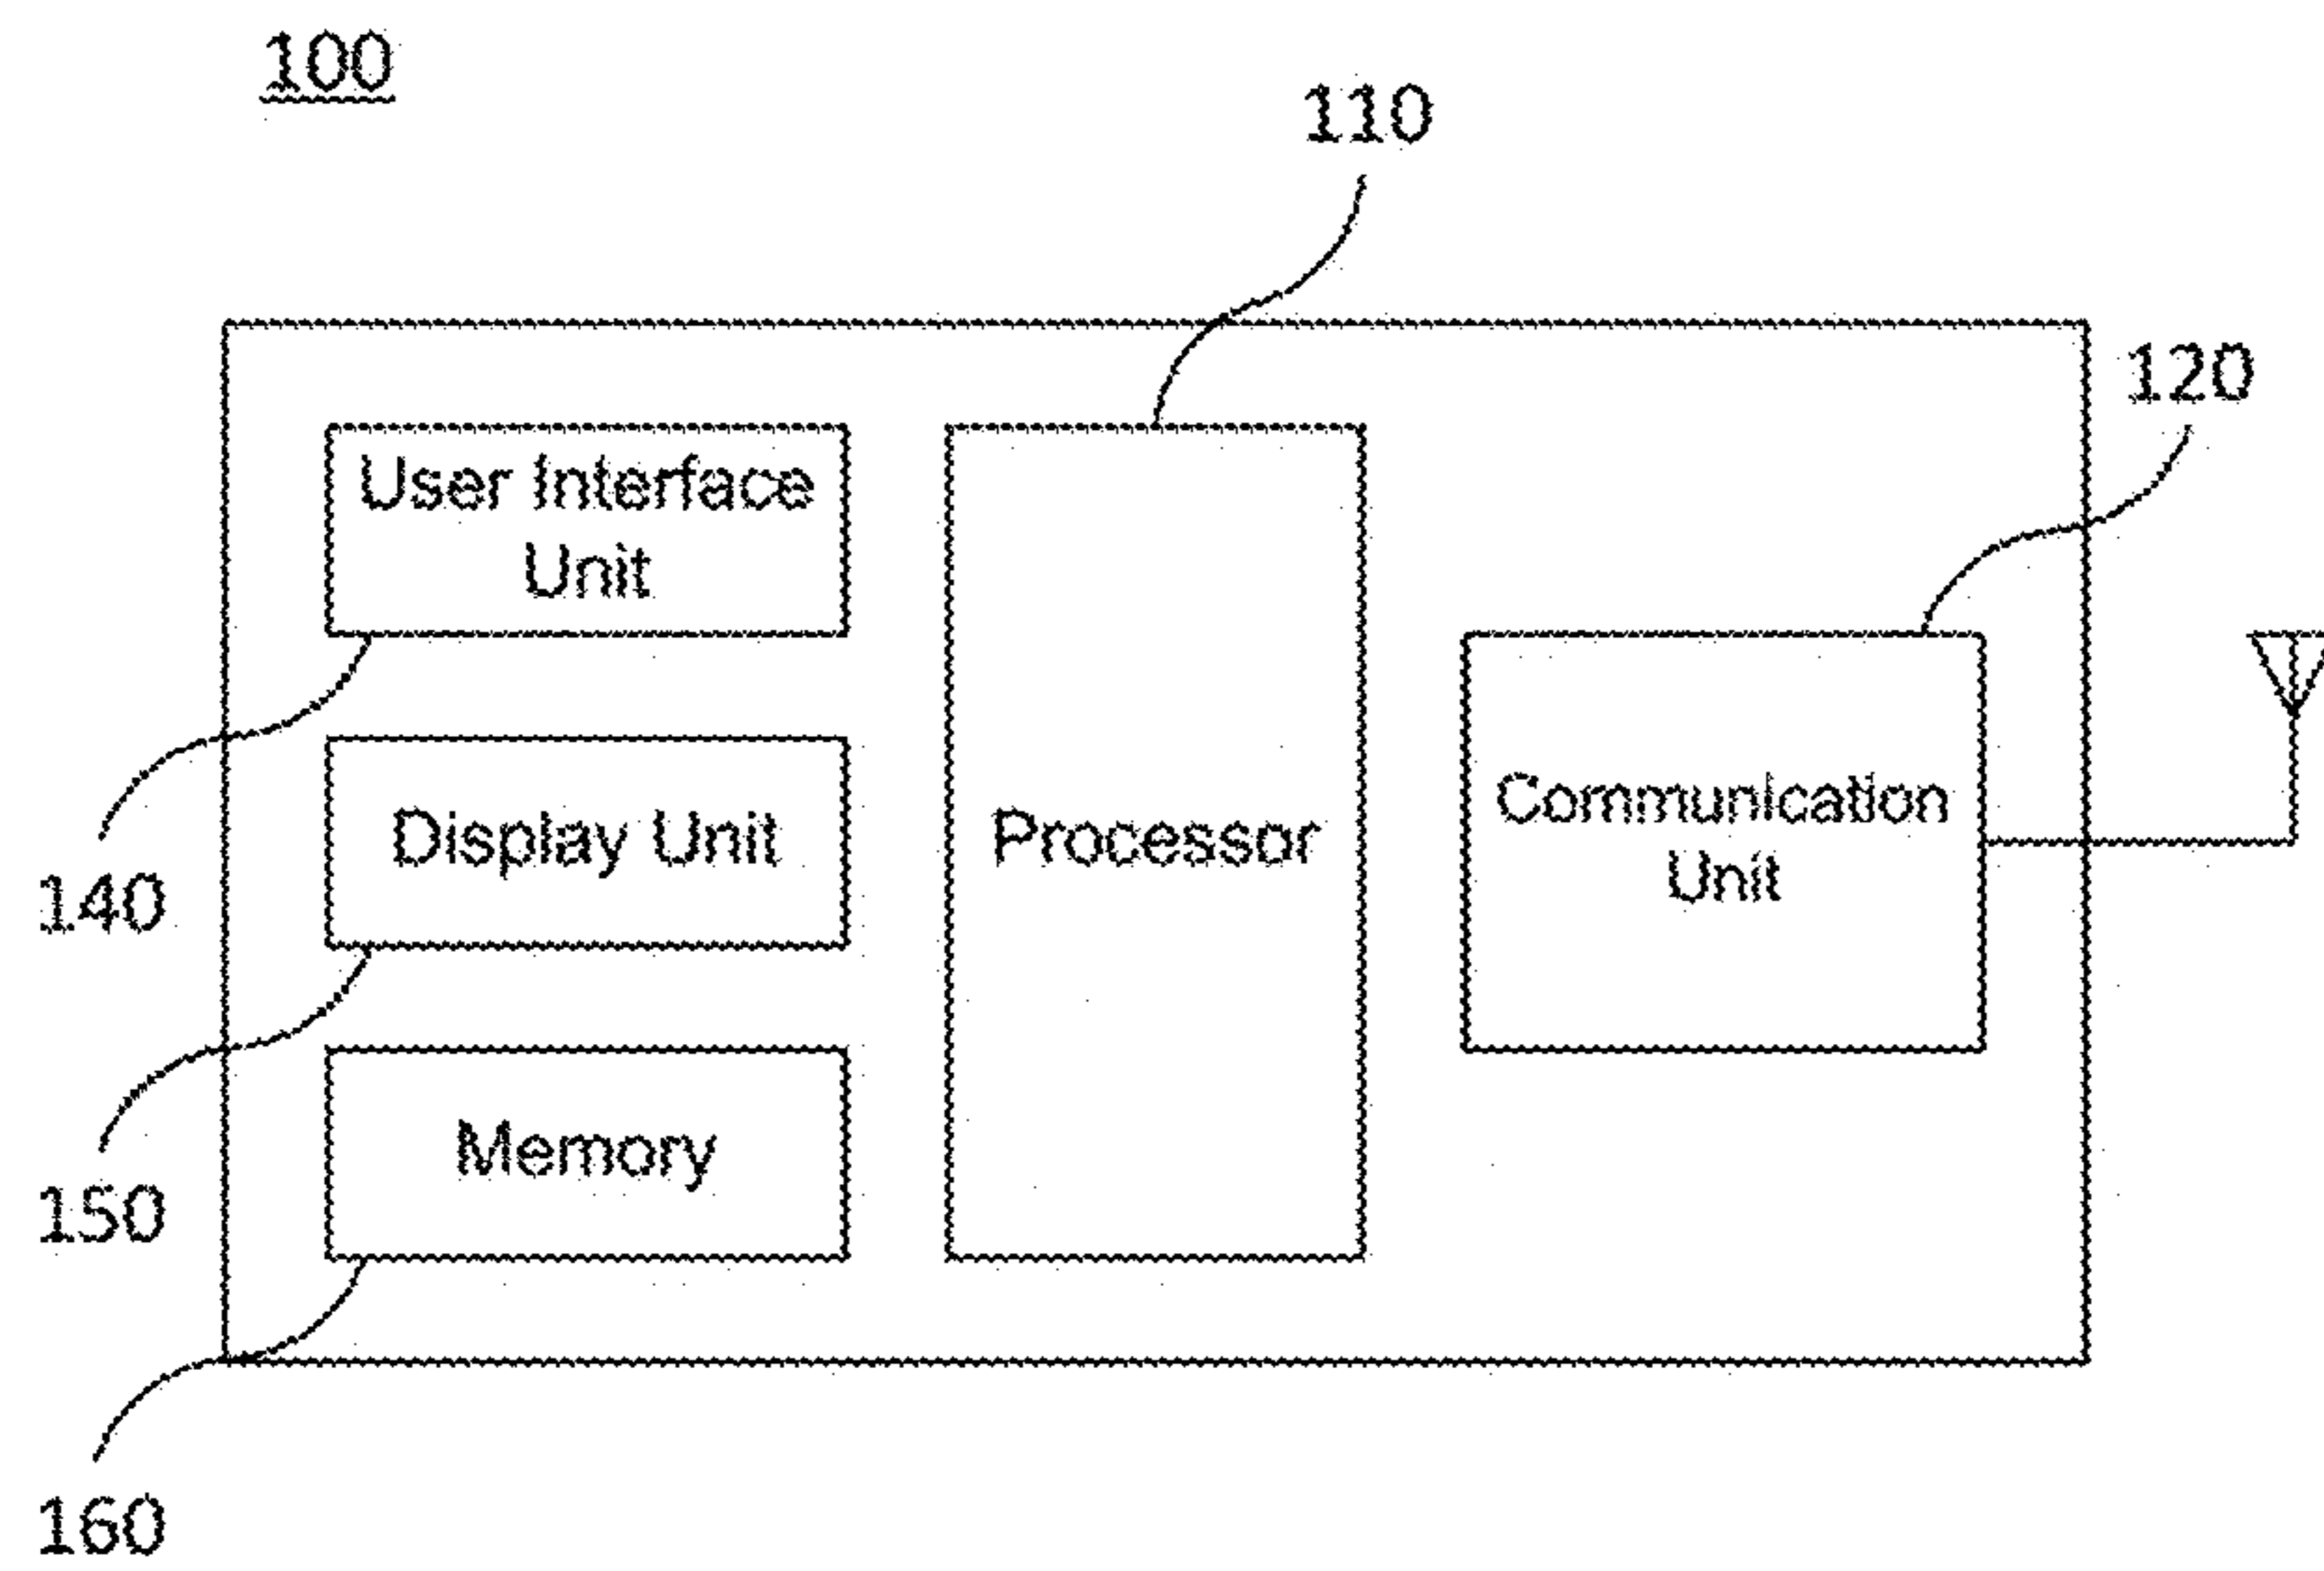 100
110
120
User Interface
Unit
140
Display Unit
150
Memory
160
Processor
Communication
Unit